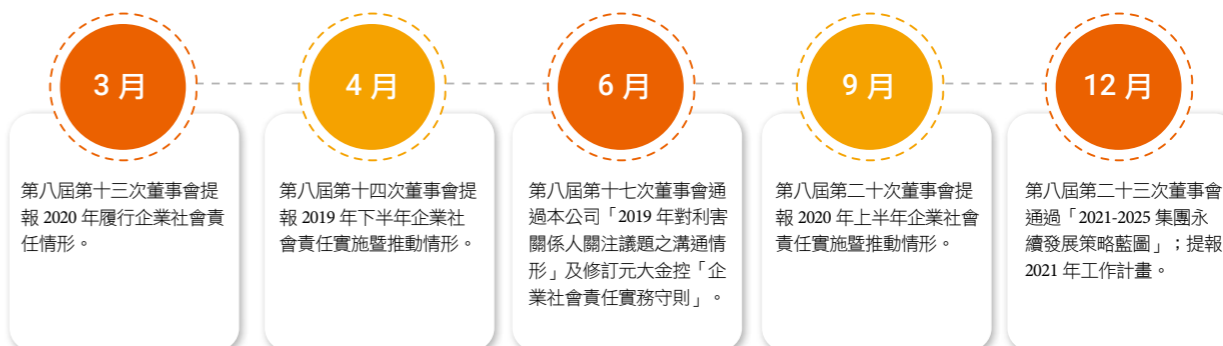 3 月
第八屆第十三次董事會提
報 2020 年履行企業社會責
任情形。
4 月
第八屆第十四次董事會提
報 2019 年下半年企業社
會責任實施暨推動情形。
6 月
第八屆第十七次董事會通
過本公司「2019 年對利害
關係人關注議題之溝通情
形」及修訂元大金控「企
業社會責任實務守則」。
9 月
第八屆第二十次董事會提
報 2020 年上半年企業社會
責任實施暨推動情形。
12 月
第八屆第二十三次董事會
通過「2021-2025 集團永
續發展策略藍圖」；提報
2021 年工作計畫。